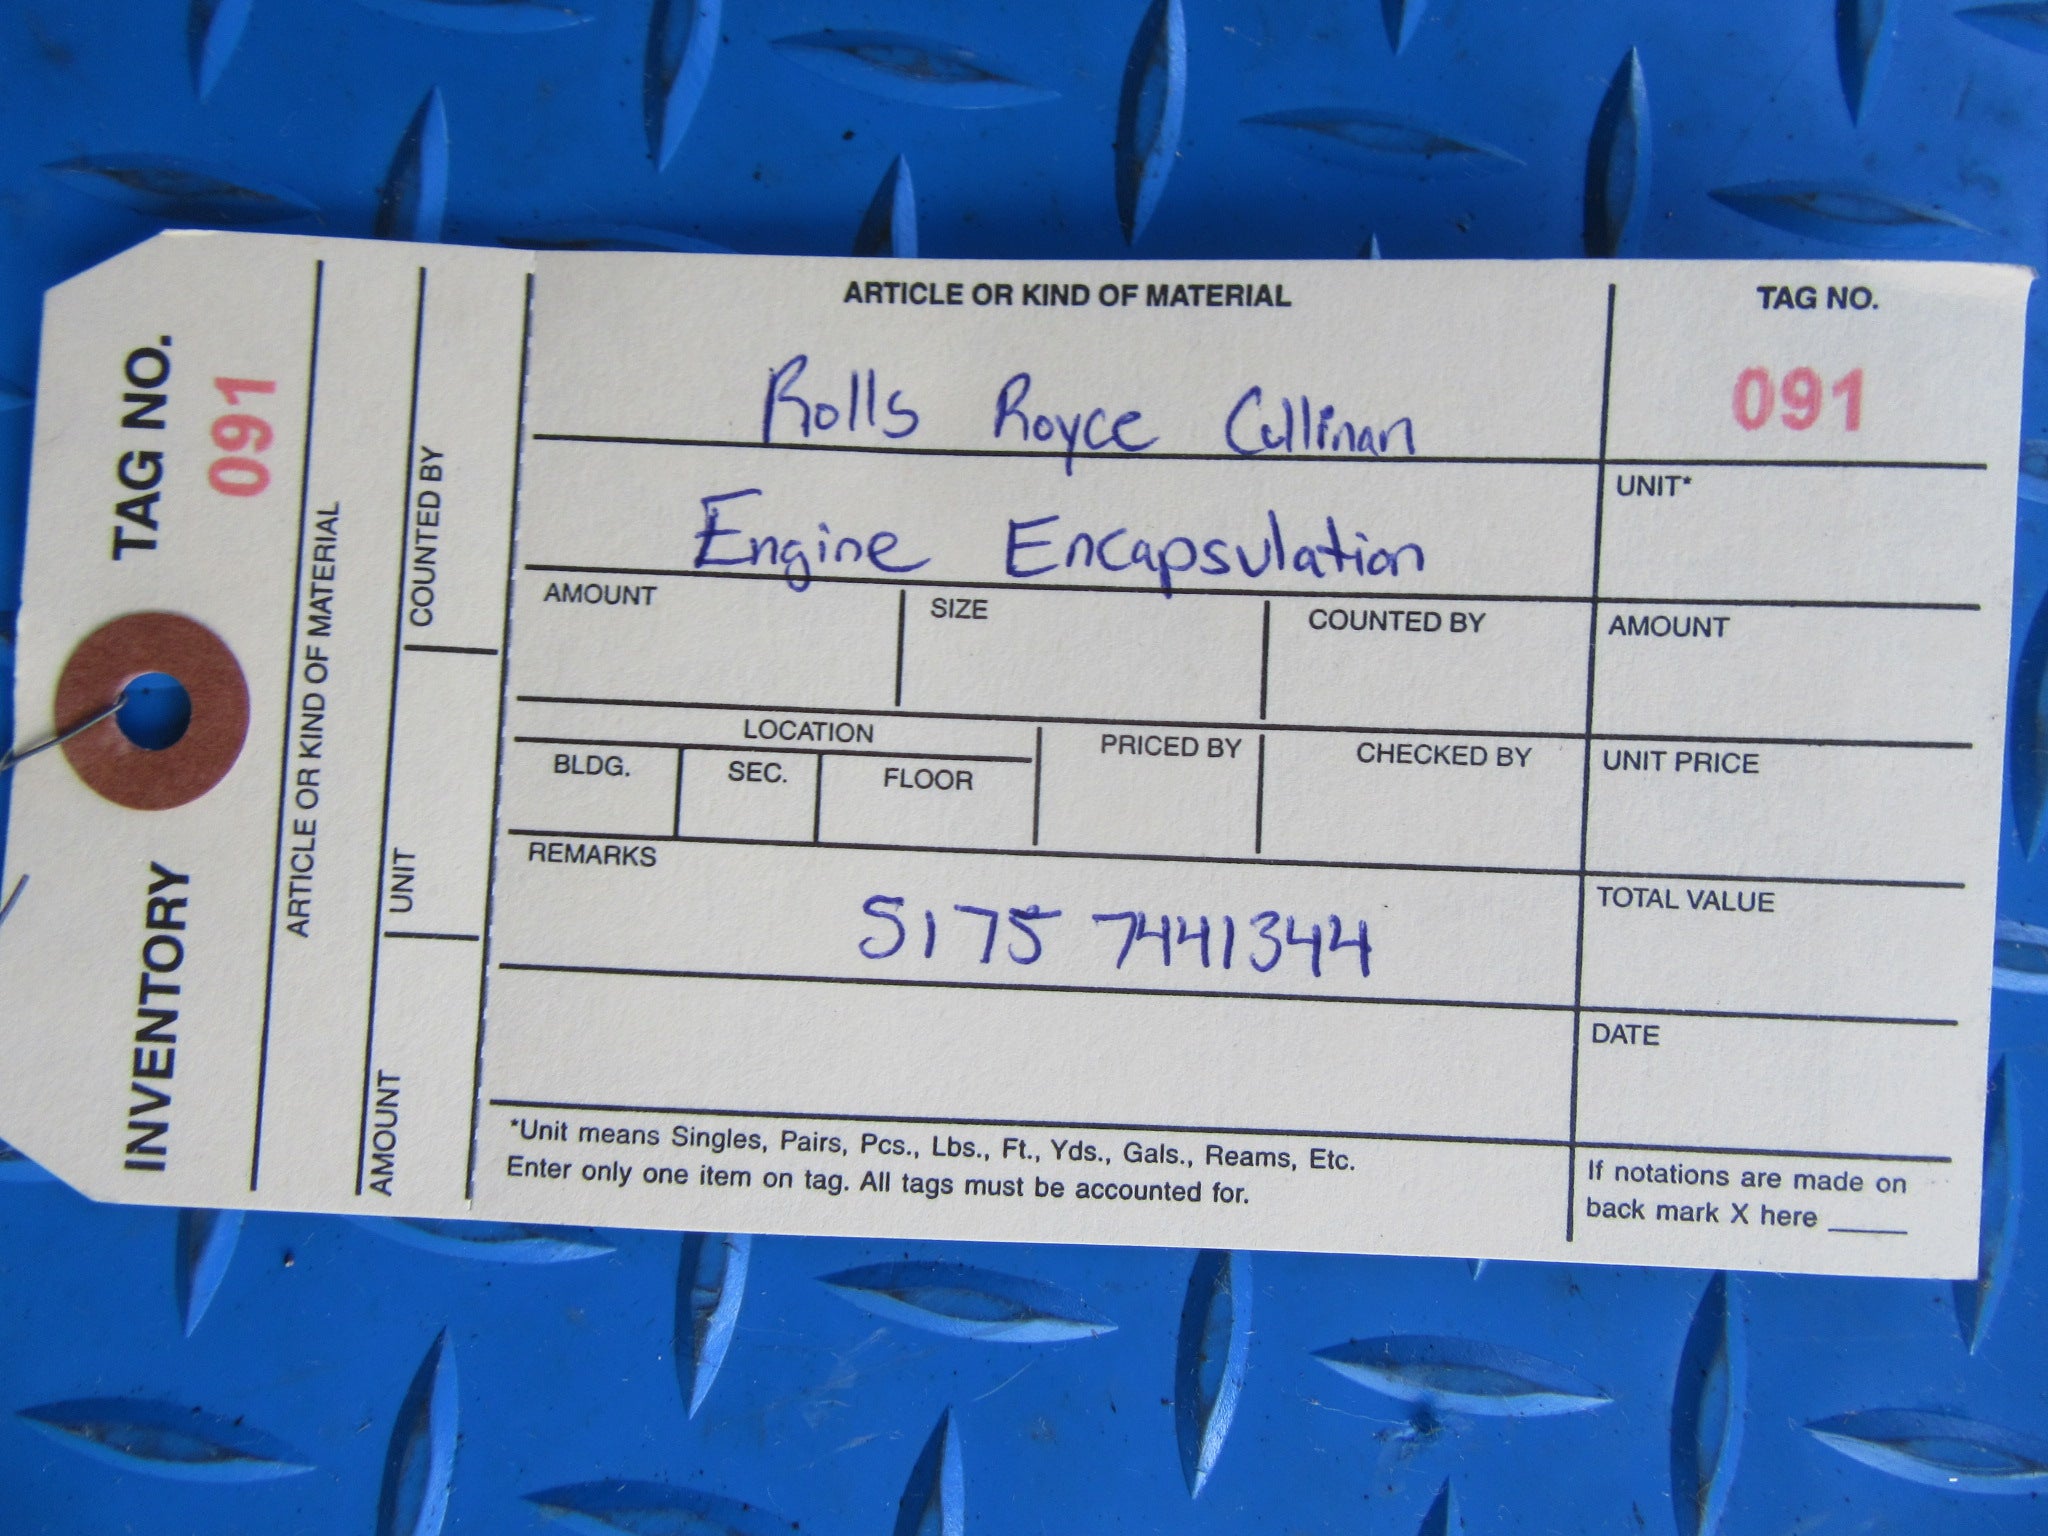 INVENTORY TAG NO.
091
ARTICLE OR KIND OF MATERIAL
AMOUNT UNIT COUNTED BY
ARTICLE OR KIND OF MATERIAL
Rolls Royce Cullinan
Engine Encapsulation
TAG NO.
091
UNIT*
AMOUNT SIZE COUNTED BY AMOUNT
LOCATION
BLDG. SEC. FLOOR PRICED BY CHECKED BY UNIT PRICE
REMARKS
5175 7441344
TOTAL VALUE
DATE
*Unit means Singles, Pairs, Pcs., Lbs., Ft., Yds., Gals., Reams, Etc.
Enter only one item on tag. All tags must be accounted for.
If notations are made on
back mark X here _____